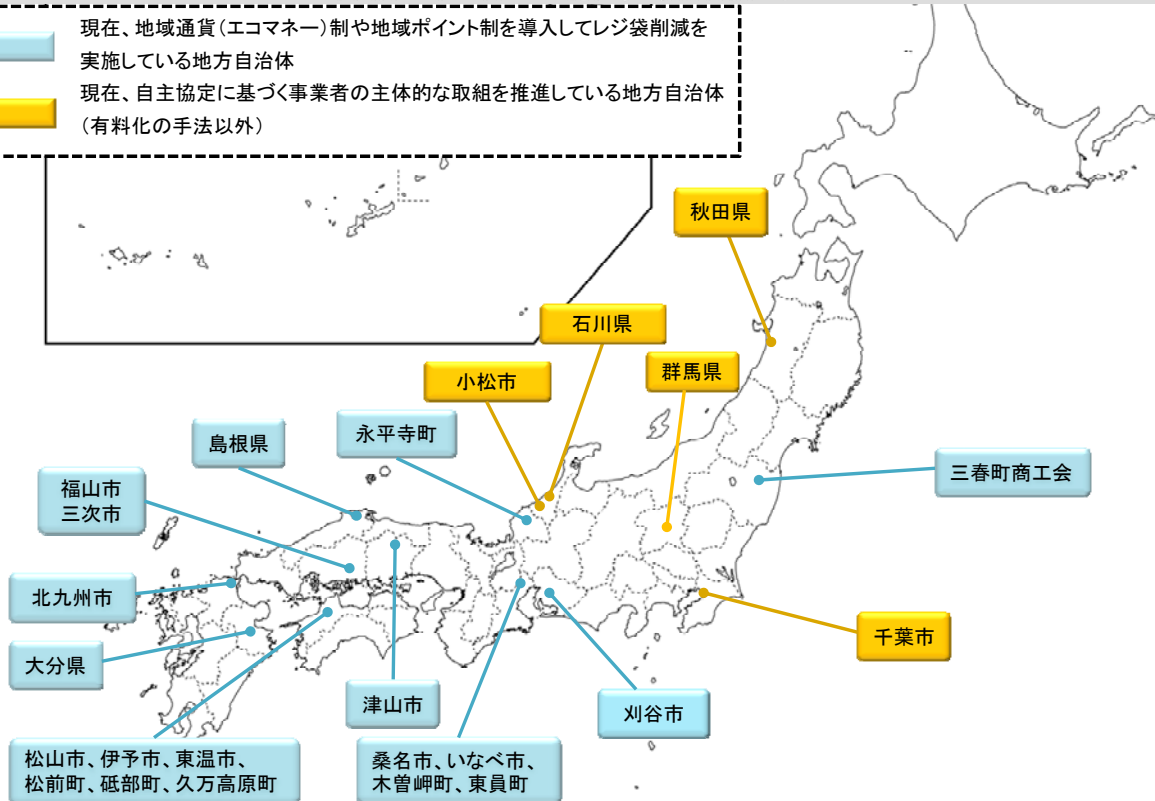 現在、地域通貨(エコマネー)制や地域ポイント制を導入してレジ袋削減を
実施している地方自治体
現在、自主協定に基づく事業者の主体的な取組を推進している地方自治体
(有料化の手法以外)
秋田県
石川県
小松市
群馬県
永平寺町
島根県
三春町商工会
福山市
三次市
北九州市
千葉市
大分県
津山市
刈谷市
松山市、伊予市、東温市、
松前町、砥部町、久万高原町
桑名市、いなべ市、
木曽岬町、東員町